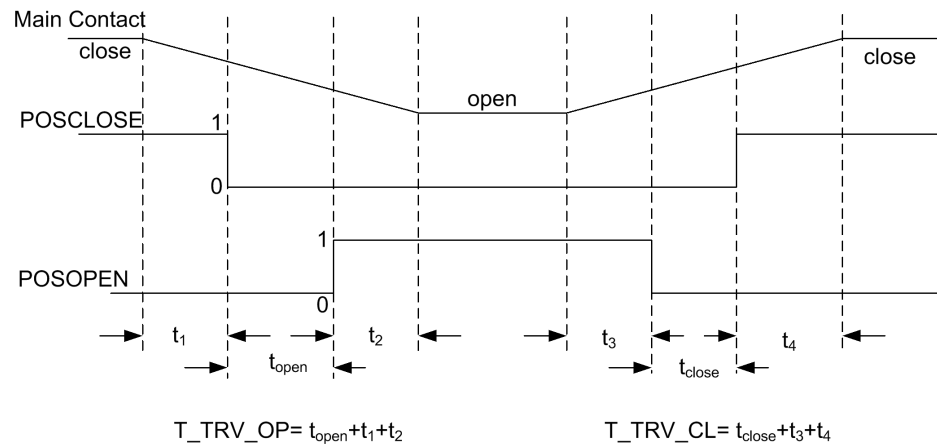 Main Contact
close
open
close
POSCLOSE
1
0
1
POSOPEN
0
t1
t2
t3
t4
topen
tclose
T_TRV_OP= topen+t1+t2
T_TRV_CL= tclose+t3+t4